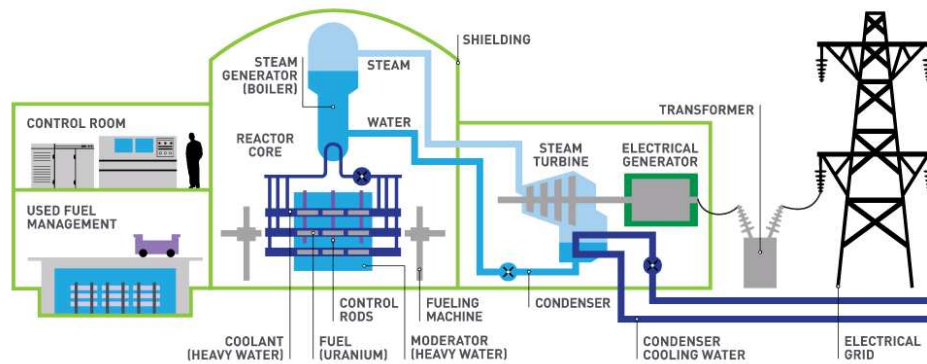 SHIELDING
STEAM
GENERATOR
(BOILER)
STEAM
TRANSFORMER
CONTROL ROOM
WATER
REACTOR
CORE
STEAM
TURBINE
ELECTRICAL
GENERATOR
USED FUEL
MANAGEMENT
CONTROL
RODS
FUELING
MACHINE
CONDENSER
COOLANT
(HEAVY WATER)
FUEL
(URANIUM)
MODERATOR
(HEAVY WATER)
CONDENSER
COOLING WATER
ELECTRICAL
GRID